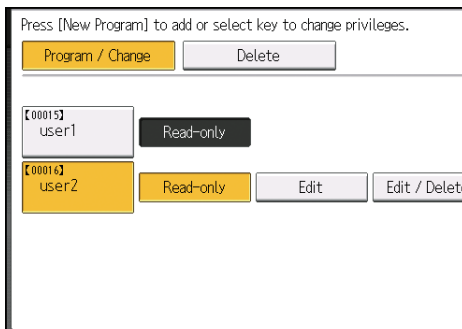 Press [New Program] to add or select key to change privileges.
Program / Change Delete
【00015】
user1 Read-only
【00016】
user2 Read-only Edit Edit / Delet